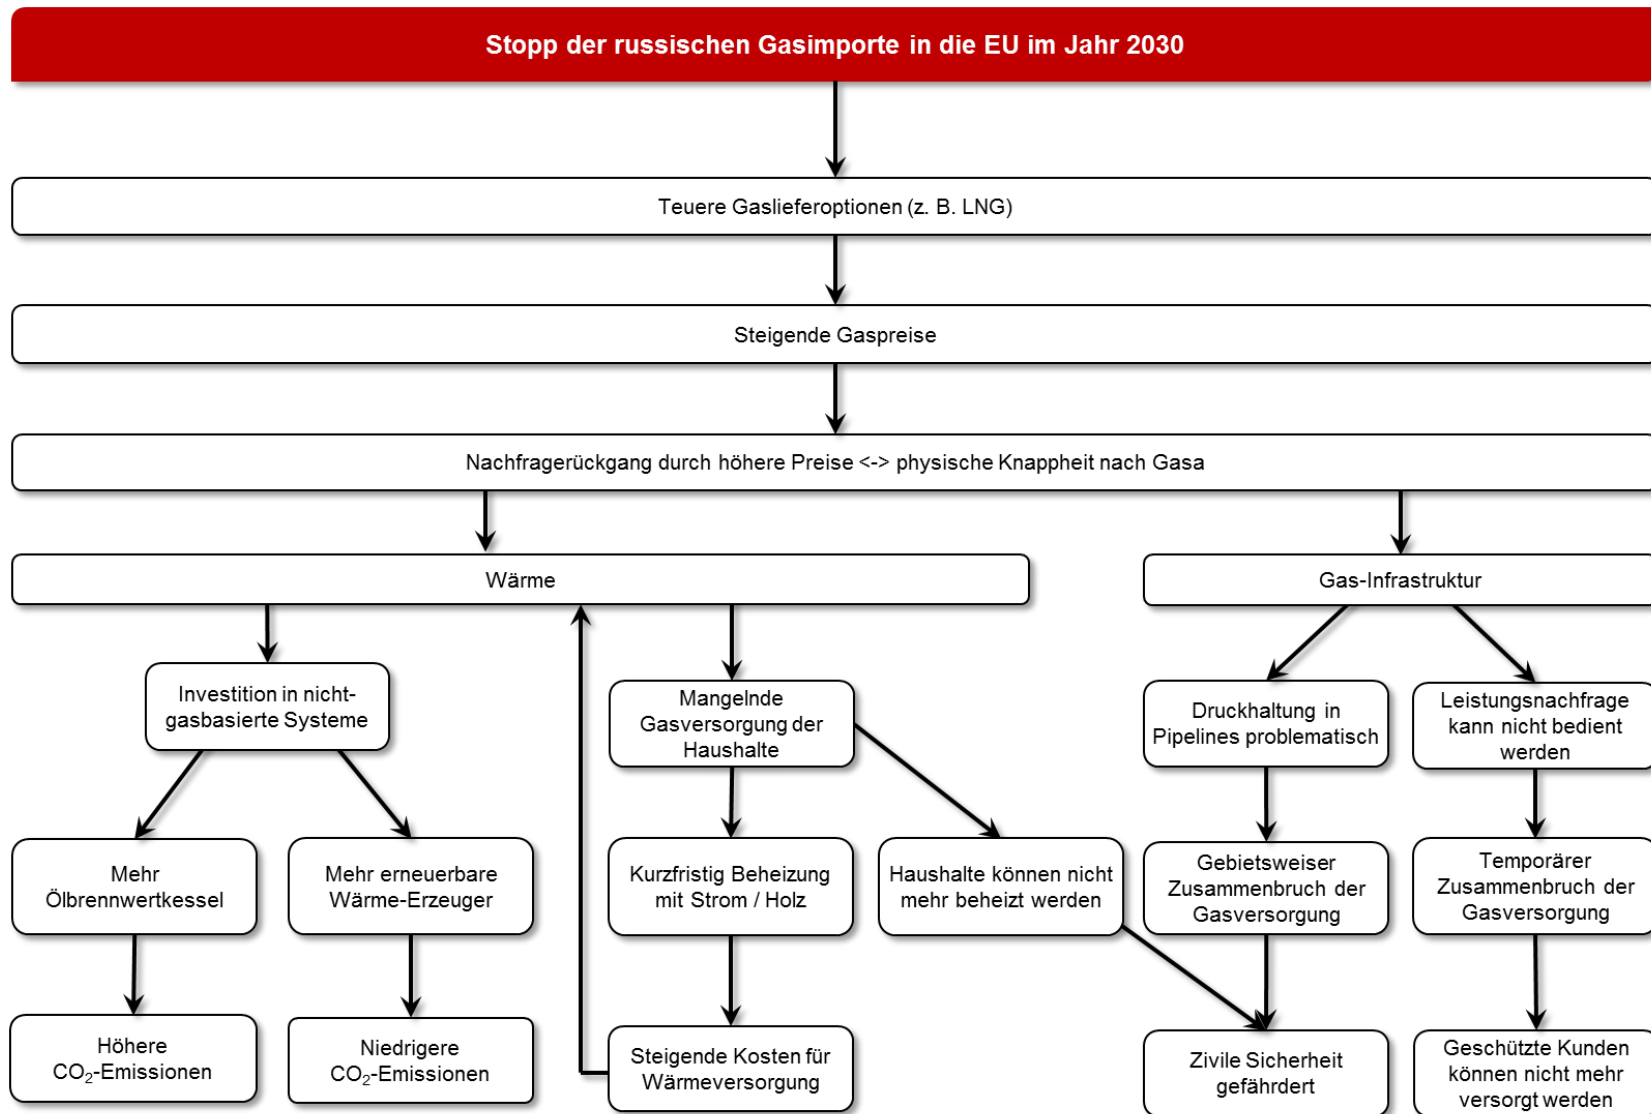 Stopp der russischen Gasimporte in die EU im Jahr 2030
Teuere Gaslieferoptionen (z. B. LNG)
Steigende Gaspreise
Nachfragerückgang durch höhere Preise <-> physische Knappheit nach Gasa
Wärme
Gas-Infrastruktur
Investition in nicht-
gasbasierte Systeme
Mangelnde
Gasversorgung der
Haushalte
Druckhaltung in
Pipelines problematisch
Leistungsnachfrage
kann nicht bedient
werden
Mehr
Ölbrennwertkessel
Mehr erneuerbare
Wärme-Erzeuger
Kurzfristig Beheizung
mit Strom / Holz
Haushalte können nicht
mehr beheizt werden
Gebietsweiser
Zusammenbruch der
Gasversorgung
Temporärer
Zusammenbruch der
Gasversorgung
Höhere
CO₂-Emissionen
Niedrigere
CO₂-Emissionen
Steigende Kosten für
Wärmeversorgung
Zivile Sicherheit
gefährdert
Geschützte Kunden
können nicht mehr
versorgt werden